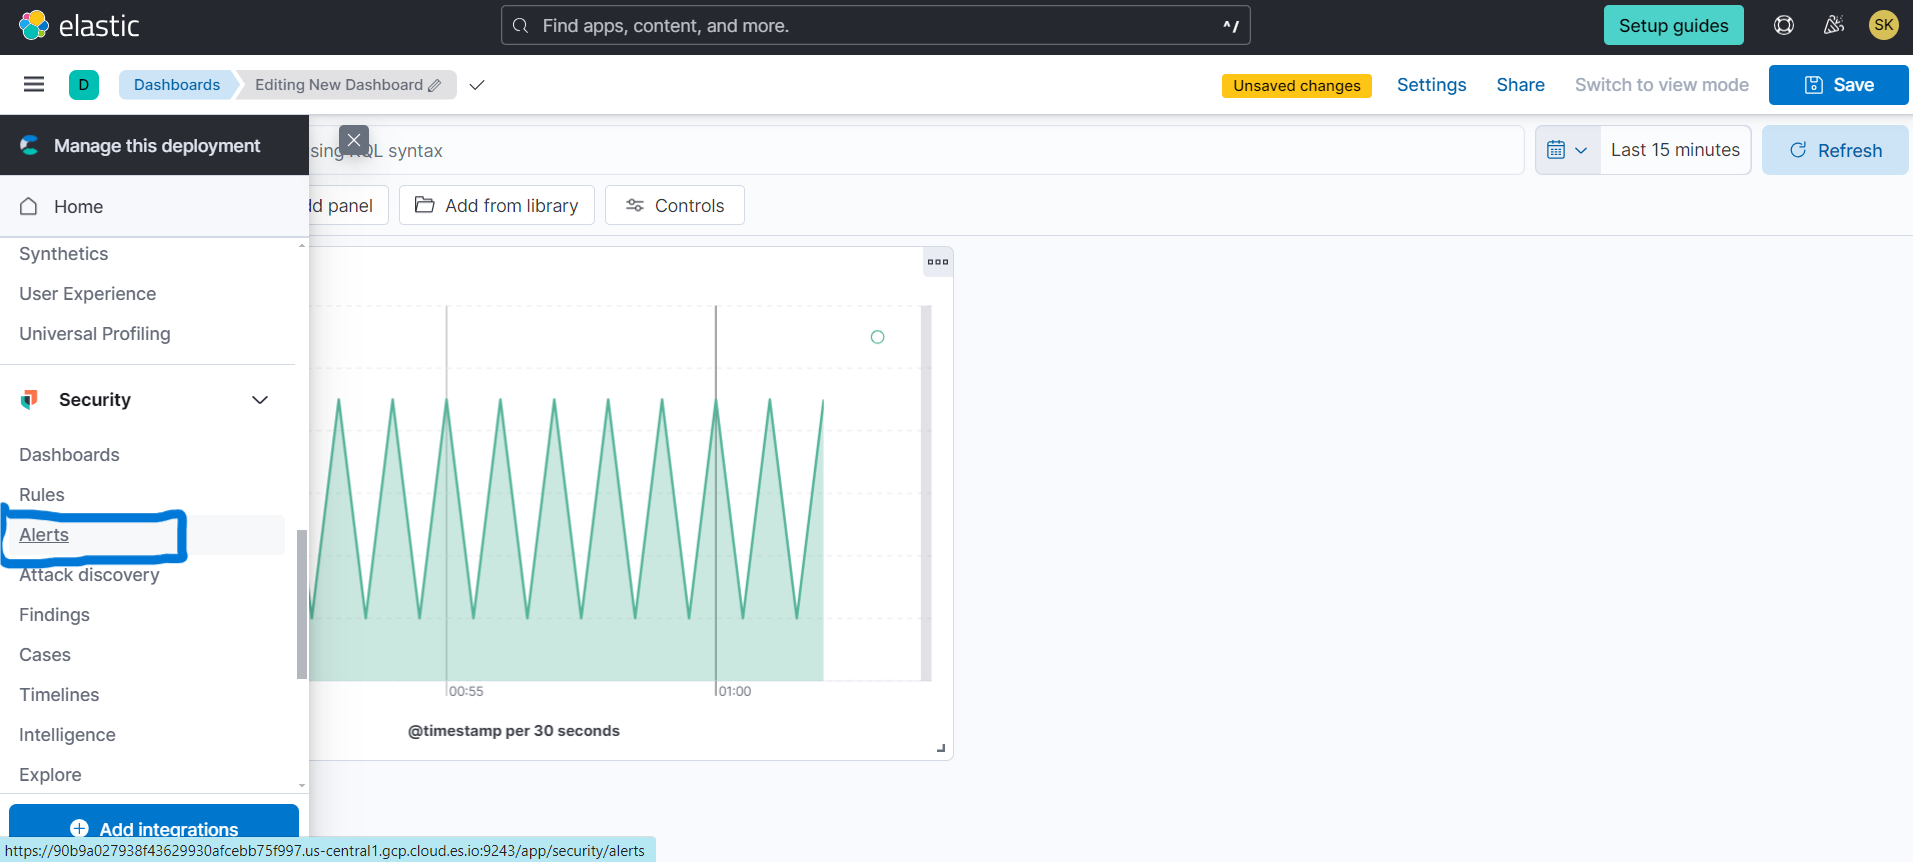 elastic
Find apps, content, and more.
^/
Setup guides
SK
D
Dashboards
Editing New Dashboard
Unsaved changes
Settings
Share
Switch to view mode
Save
Manage this deployment
sing KQL syntax
Last 15 minutes
Refresh
Home
dd panel
Add from library
Controls
Synthetics
User Experience
Universal Profiling
Security
Dashboards
Rules
Alerts
Attack discovery
Findings
Cases
Timelines
Intelligence
Explore
00:55
01:00
@timestamp per 30 seconds
Add integrations
https://90b9a027938f43629930afcebb75f997.us-central1.gcp.cloud.es.io:9243/app/security/alerts